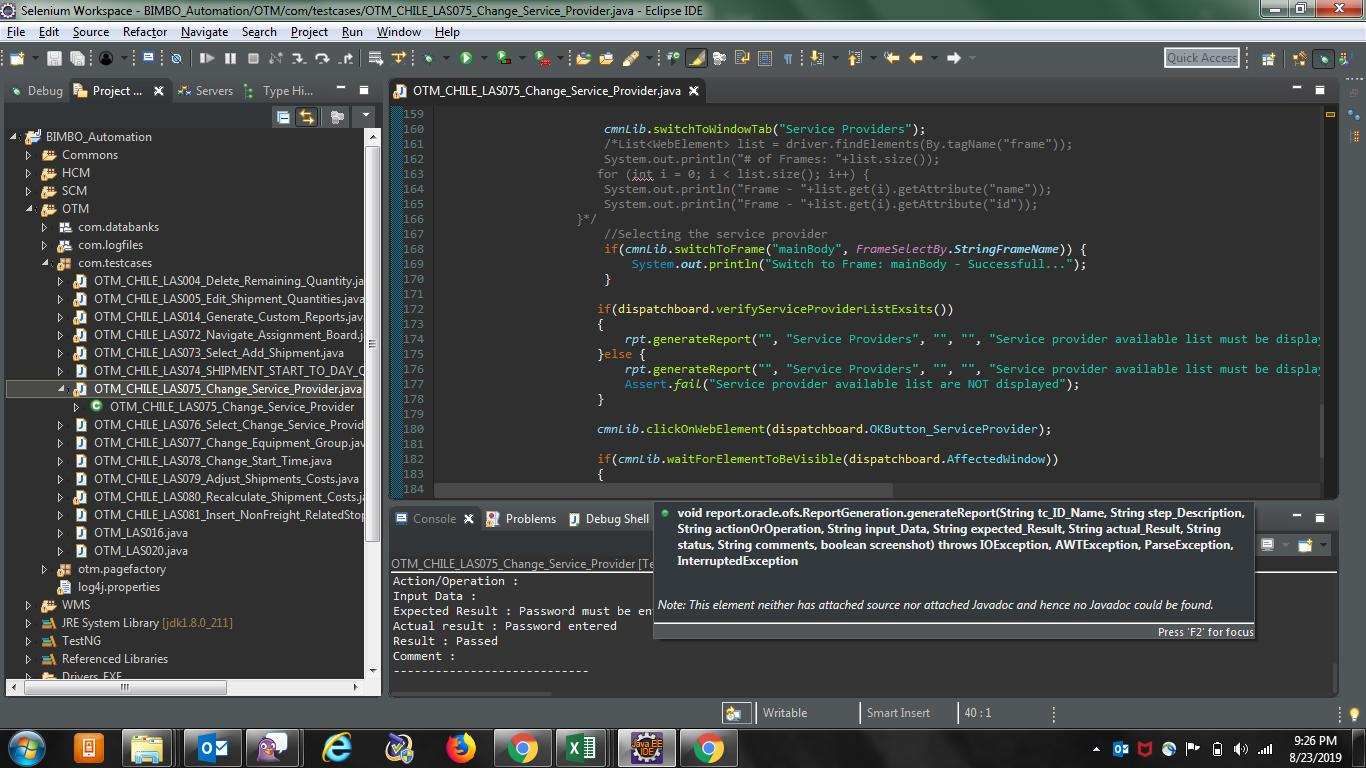 Selenium Workspace - BIMBO_Automation/OTM/com/testcases/OTM_CHILE_LAS075_Change_Service_Provider.java - Eclipse IDE
File Edit Source Refactor Navigate Search Project Run Window Help
Quick Access
Debug Project ... Servers Type Hi...
BIMBO_Automation
Commons
HCM
SCM
OTM
com.databanks
com.logfiles
com.testcases
OTM_CHILE_LAS004_Delete_Remaining_Quantity.ja
OTM_CHILE_LAS005_Edit_Shipment_Quantities.java
OTM_CHILE_LAS014_Generate_Custom_Reports.jav
OTM_CHILE_LAS072_Navigate_Assignment_Board.j
OTM_CHILE_LAS073_Select_Add_Shipment.java
OTM_CHILE_LAS074_SHIPMENT_START_TO_DAY_C
OTM_CHILE_LAS075_Change_Service_Provider.java
OTM_CHILE_LAS075_Change_Service_Provider
OTM_CHILE_LAS076_Select_Change_Service_Provid
OTM_CHILE_LAS077_Change_Equipment_Group.jav
OTM_CHILE_LAS078_Change_Start_Time.java
OTM_CHILE_LAS079_Adjust_Shipments_Costs.java
OTM_CHILE_LAS080_Recalculate_Shipment_Costs.j
OTM_CHILE_LAS081_Insert_NonFreight_RelatedStop
OTM_LAS016.java
OTM_LAS020.java
otm.pagefactory
log4j.properties
WMS
JRE System Library [jdk1.8.0_211]
TestNG
Referenced Libraries
Drivers_EXE
OTM_CHILE_LAS075_Change_Service_Provider.java
159
160 cmnLib.switchToWindowTab("Service Providers");
161 /*List<WebElement> list = driver.findElements(By.tagName("frame"));
162 System.out.println("# of Frames: "+list.size());
163 for (int i = 0; i < list.size(); i++) {
164 System.out.println("Frame - "+list.get(i).getAttribute("name"));
165 System.out.println("Frame - "+list.get(i).getAttribute("id"));
166 }*/
167 //Selecting the service provider
168 if(cmnLib.switchToFrame("mainBody", FrameSelectBy.StringFrameName)) {
169 System.out.println("Switch to Frame: mainBody - Successfull...");
170 }
171
172 if(dispatchboard.verifyServiceProviderListExsits())
173 {
174 rpt.generateReport("", "Service Providers", "", "", "Service provider available list must be displa
175 }else {
176 rpt.generateReport("", "Service Providers", "", "", "Service provider available list must be displa
177 Assert.fail("Service provider available list are NOT displayed");
178 }
179
180 cmnLib.clickOnWebElement(dispatchboard.OKButton_ServiceProvider);
181
182 if(cmnLib.waitForElementToBeVisible(dispatchboard.AffectedWindow))
183 {
184
Console Problems Debug Shell
OTM_CHILE_LAS075_Change_Service_Provider [Te
Action/Operation :
Input Data :
Expected Result : Password must be en
Actual result : Password entered
Result : Passed
Comment :
----------------------------
void report.oracle.ofs.ReportGeneration.generateReport(String tc_ID_Name, String step_Description,
String actionOrOperation, String input_Data, String expected_Result, String actual_Result, String
status, String comments, boolean screenshot) throws IOException, AWTException, ParseException,
InterruptedException
Note: This element neither has attached source nor attached Javadoc and hence no Javadoc could be found.
Press 'F2' for focus
Writable Smart Insert 40 : 1
Java EE
IDE
9:26 PM
8/23/2019